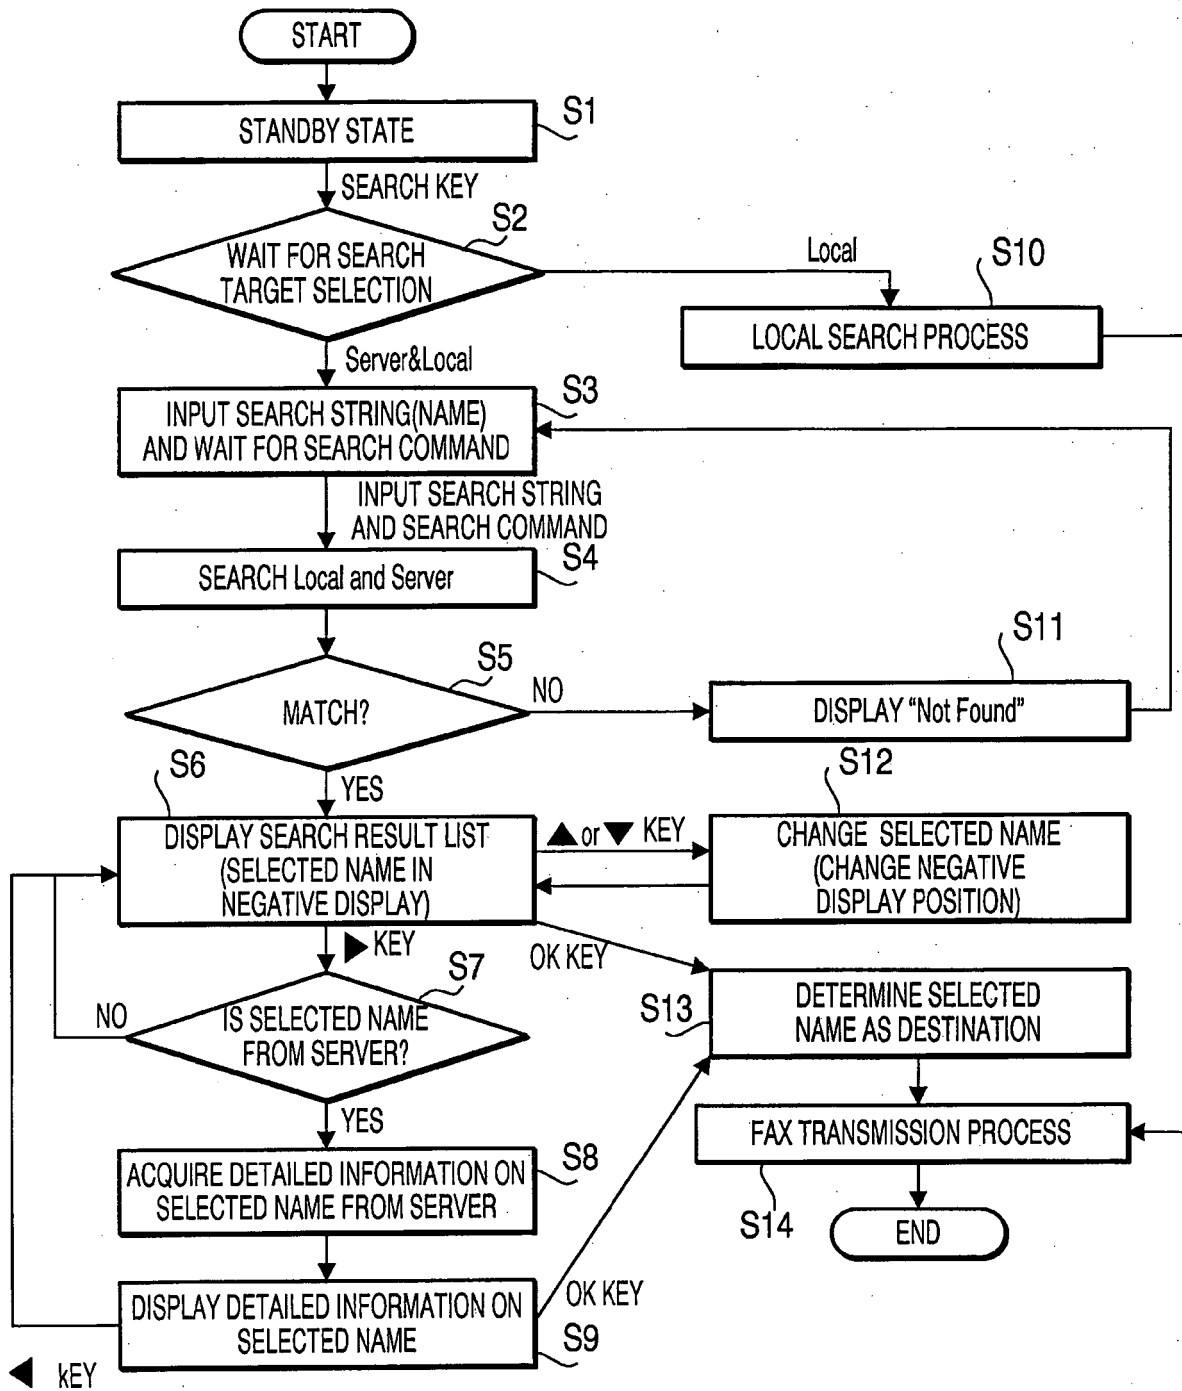 START
S1
STANDBY STATE
SEARCH KEY
S2
WAIT FOR SEARCH
TARGET SELECTION
Local
S10
LOCAL SEARCH PROCESS
Server&Local
S3
INPUT SEARCH STRING(NAME)
AND WAIT FOR SEARCH COMMAND
INPUT SEARCH STRING
AND SEARCH COMMAND
S4
SEARCH Local and Server
S5
MATCH?
NO
S11
DISPLAY “Not Found”
S6
YES
DISPLAY SEARCH RESULT LIST
(SELECTED NAME IN
NEGATIVE DISPLAY)
▲ or ▼ KEY
S12
CHANGE SELECTED NAME
(CHANGE NEGATIVE
DISPLAY POSITION)
▶ KEY
OK KEY
S7
NO
IS SELECTED NAME
FROM SERVER?
S13
DETERMINE SELECTED
NAME AS DESTINATION
YES
FAX TRANSMISSION PROCESS
S14
END
S8
ACQUIRE DETAILED INFORMATION ON
SELECTED NAME FROM SERVER
DISPLAY DETAILED INFORMATION ON
SELECTED NAME
OK KEY
S9
◀ kEY